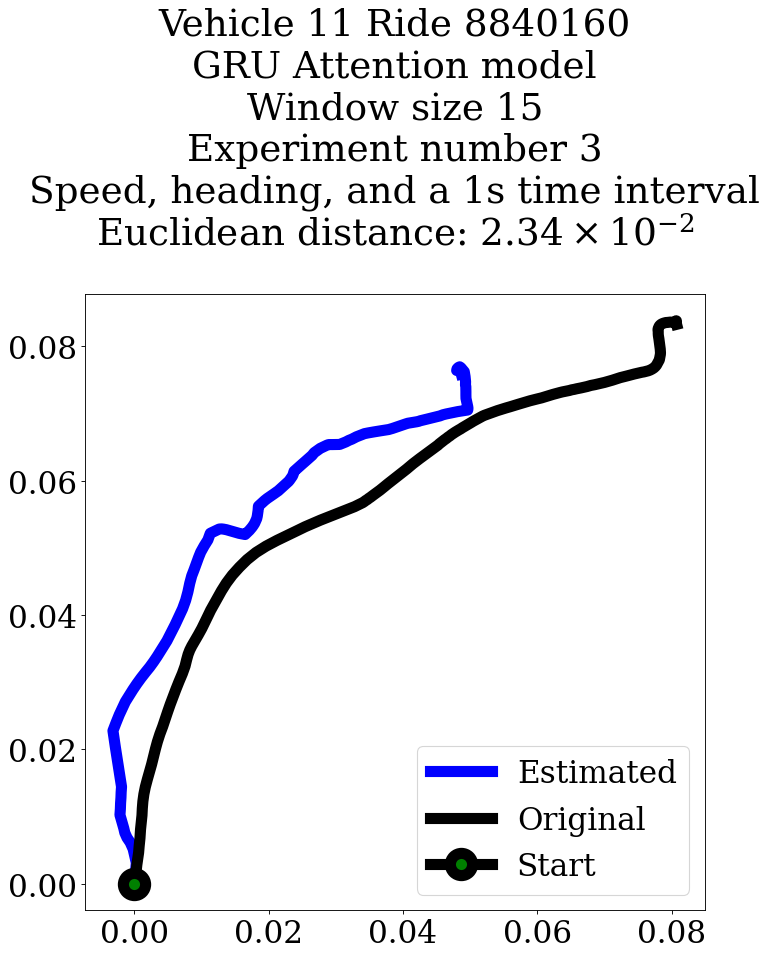 Vehicle 11 Ride 8840160
GRU Attention model
Window size 15
Experiment number 3
Speed, heading, and a 1s time interval
Euclidean distance: 2.34 × 10⁻²
0.08
0.06
0.04
0.02
0.00
Estimated
Original
Start
0.00 0.02 0.04 0.06 0.08